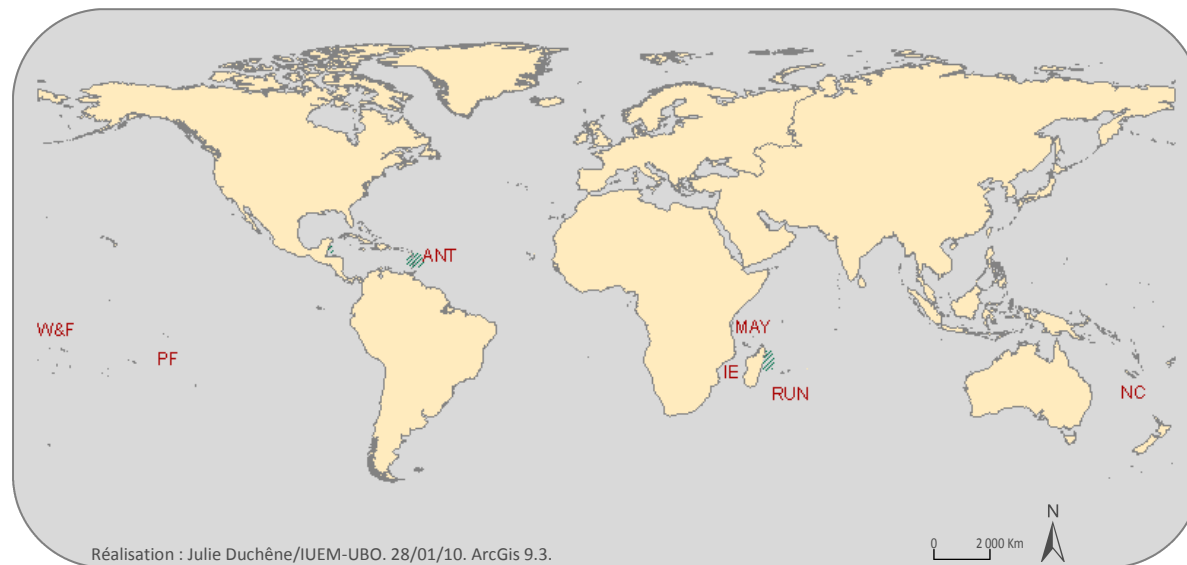 ANT
W&F
MAY
PF
IE
RUN
NC
N
Réalisation : Julie Duchêne/IUEM-UBO. 28/01/10. ArcGis 9.3.
0 2 000 Km